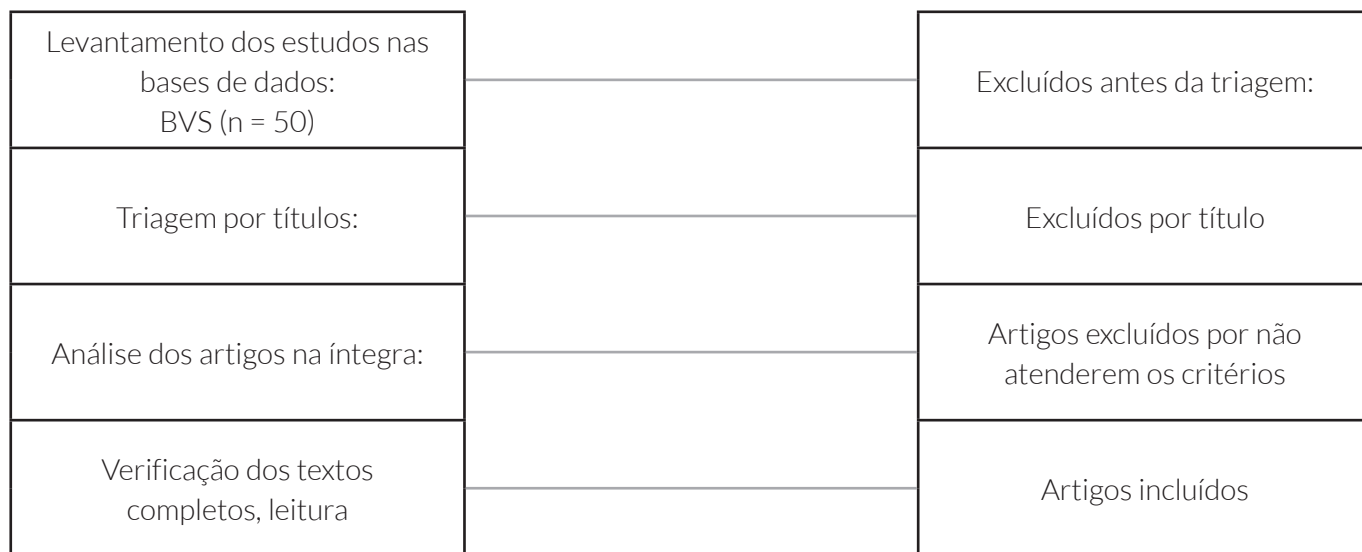 Levantamento dos estudos nas
bases de dados:
BVS (n = 50)
Excluídos antes da triagem:
Triagem por títulos:
Excluídos por título
Análise dos artigos na íntegra:
Artigos excluídos por não
atenderem os critérios
Verificação dos textos
completos, leitura
Artigos incluídos